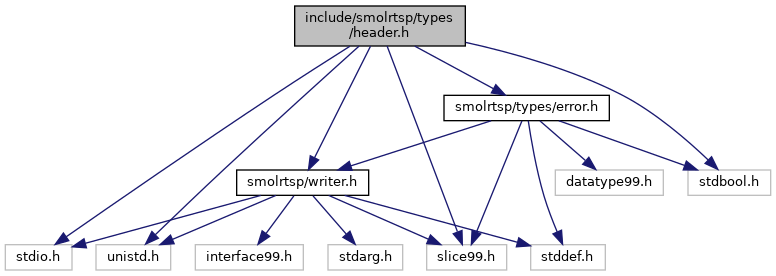 include/smolrtsp/types
/header.h
smolrtsp/types/error.h
smolrtsp/writer.h
datatype99.h
stdbool.h
stdio.h
unistd.h
interface99.h
stdarg.h
slice99.h
stddef.h